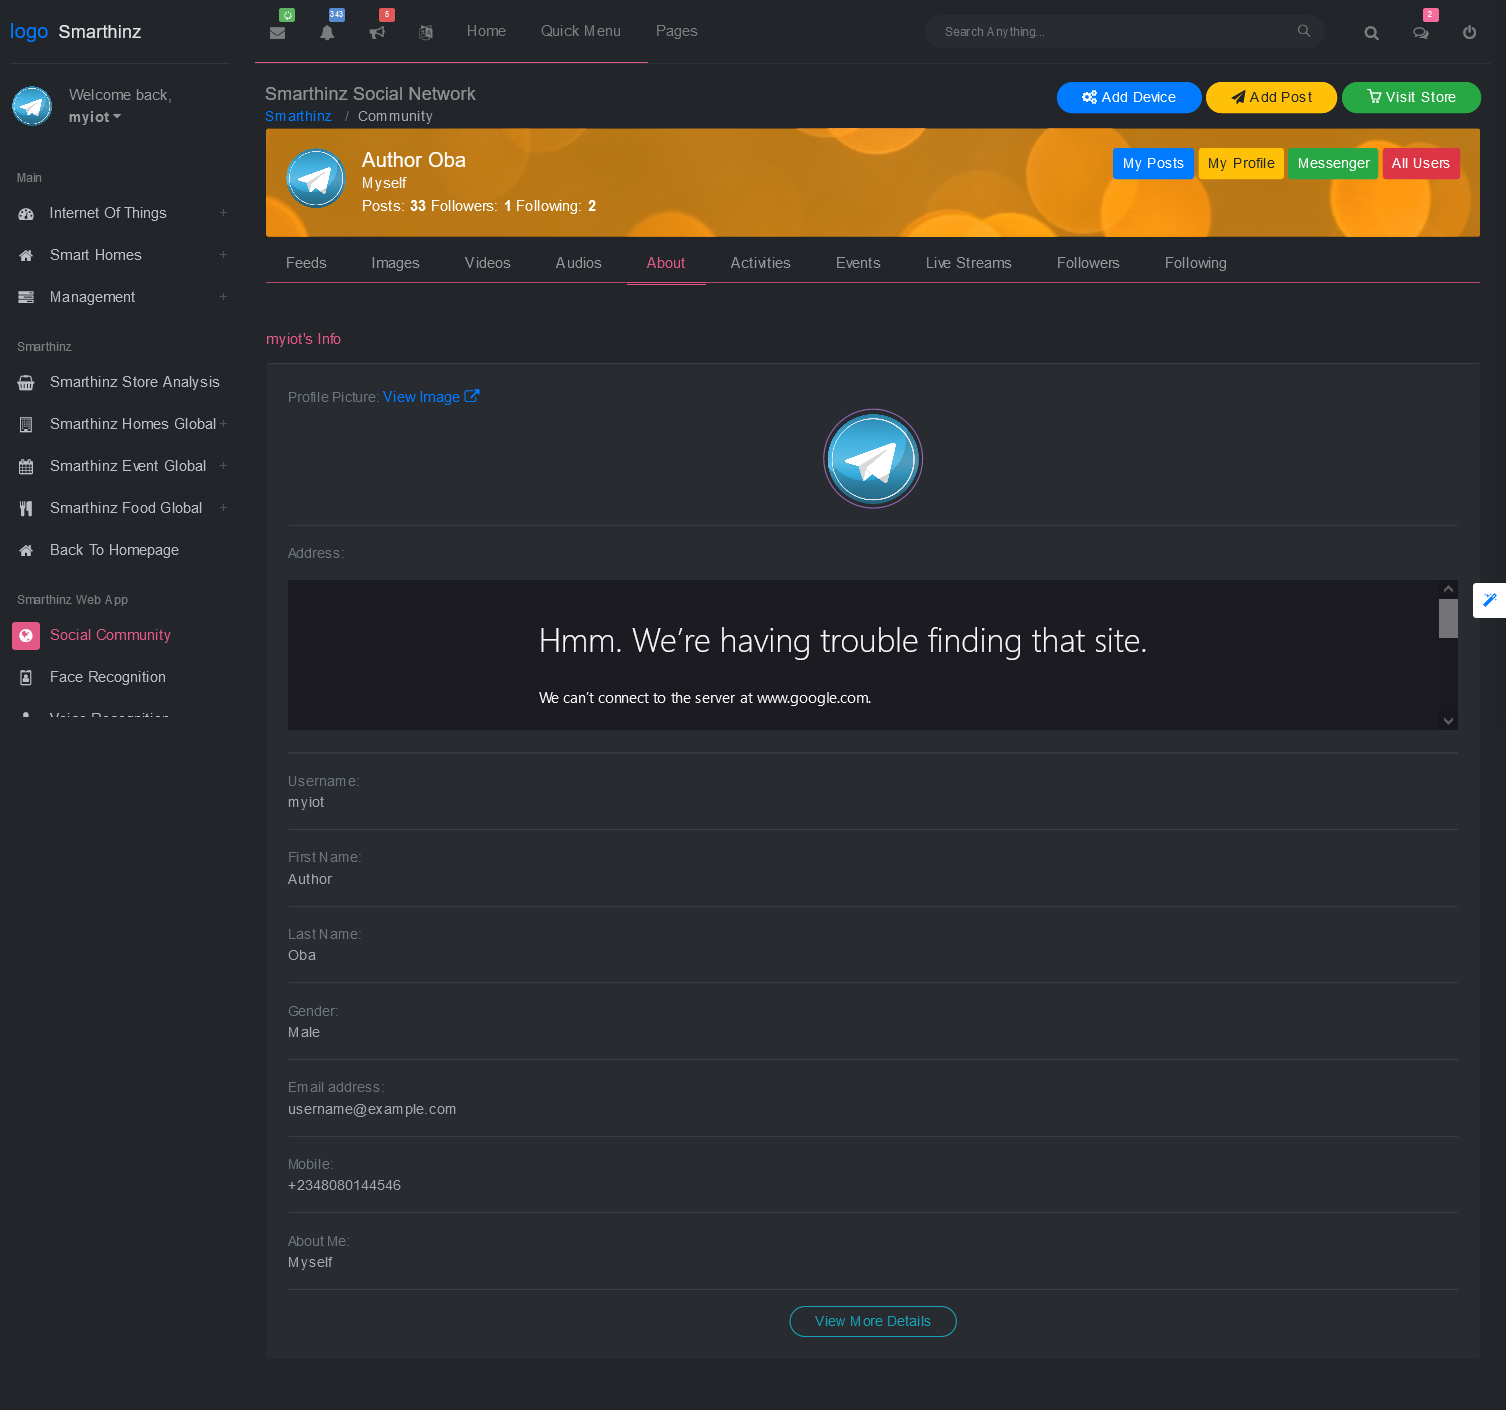 logo Smarthinz
343
5
Home
Quick Menu
Pages
Search Anything...
2
Welcome back,
myiot
Main
Internet Of Things +
Smart Homes +
Management +
Smarthinz
Smarthinz Store Analysis
Smarthinz Homes Global +
Smarthinz Event Global +
Smarthinz Food Global +
Back To Homepage
Smarthinz Web App
Social Community
Face Recognition
Voice Recognition
Smarthinz Social Network
Smarthinz / Community
Add Device
Add Post
Visit Store
Author Oba
Myself
Posts: 33 Followers: 1 Following: 2
My Posts
My Profile
Messenger
All Users
Feeds
Images
Videos
Audios
About
Activities
Events
Live Streams
Followers
Following
myiot's Info
Profile Picture: View Image
Address:
Hmm. We’re having trouble finding that site.
We can’t connect to the server at www.google.com.
Username:
myiot
First Name:
Author
Last Name:
Oba
Gender:
Male
Email address:
username@example.com
Mobile:
+2348080144546
About Me:
Myself
View More Details